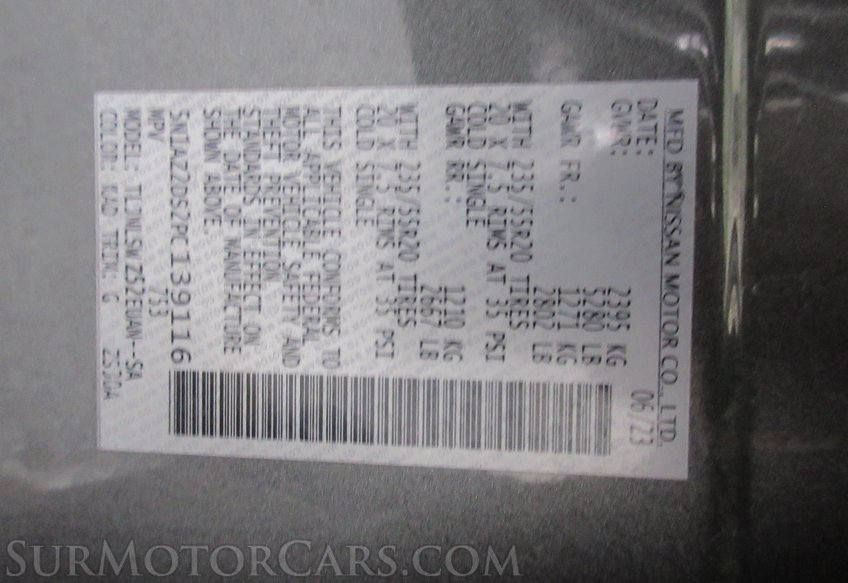 MFD BY NISSAN MOTOR CO., LTD.
DATE: 06/23
GVWR: 2395 KG
5280 LB
GAWR FR.: 1271 KG
2802 LB
WITH 235/55R20 TIRES
20 X 7.5 RIMS AT 35 PSI
COLD SINGLE
GAWR RR.: 1210 KG
2667 LB
WITH 235/55R20 TIRES
20 X 7.5 RIMS AT 35 PSI
COLD SINGLE
THIS VEHICLE CONFORMS TO
ALL APPLICABLE FEDERAL
MOTOR VEHICLE SAFETY AND
THEFT PREVENTION
STANDARDS IN EFFECT ON
THE DATE OF MANUFACTURE
SHOWN ABOVE
5N1AZ2DS2PC139116
MPV Z53
COLOR: KAD TRIM: G
SurMotorCars.com